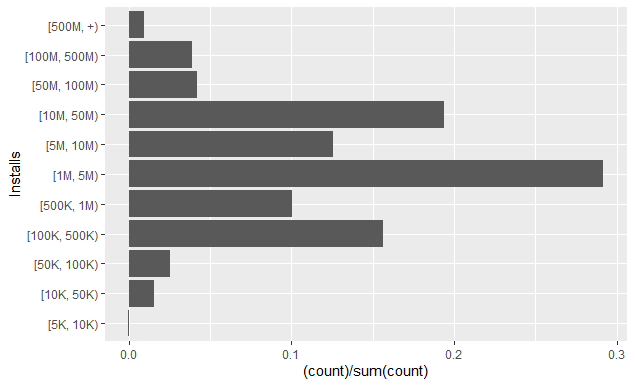 [500M, +)
[100M, 500M)
[50M, 100M)
[10M, 50M)
[5M, 10M)
[1M, 5M)
[500K, 1M)
[100K, 500K)
[50K, 100K)
[10K, 50K)
[5K, 10K)
Installs
0.0 0.1 0.2 0.3
(count)/sum(count)